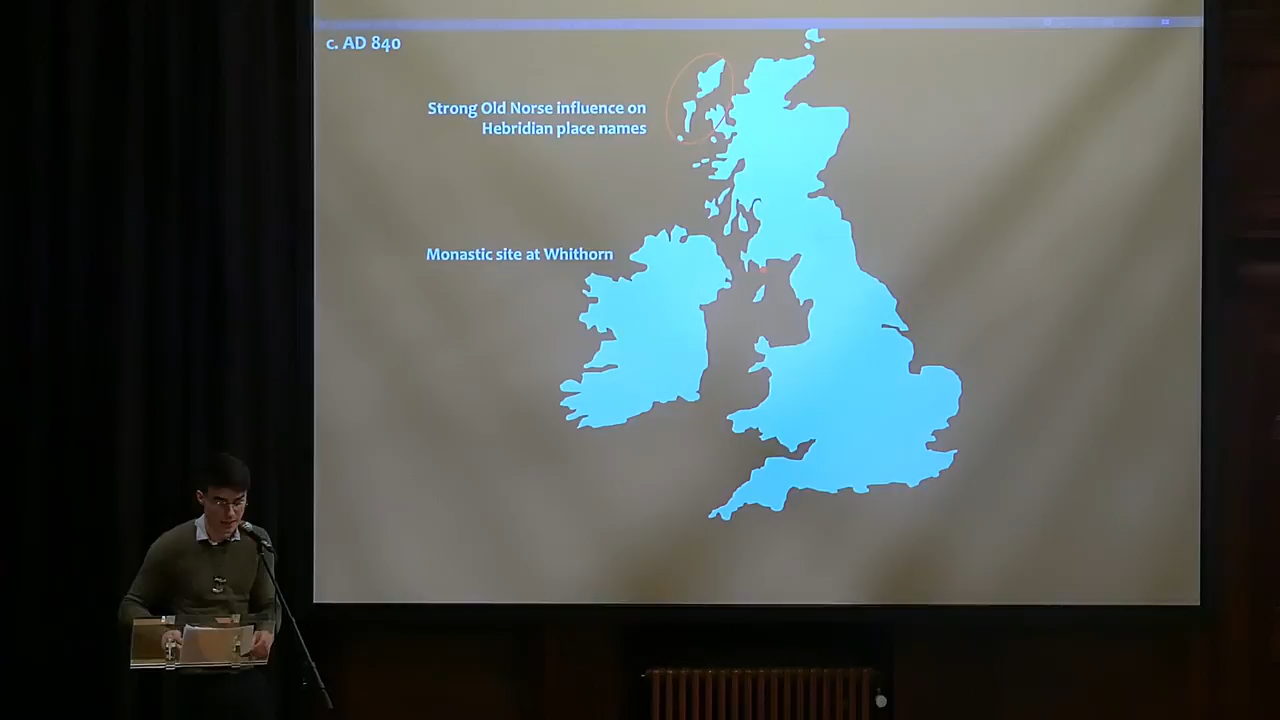 c. AD 840
Strong Old Norse influence on
Hebridian place names
Monastic site at Whithorn